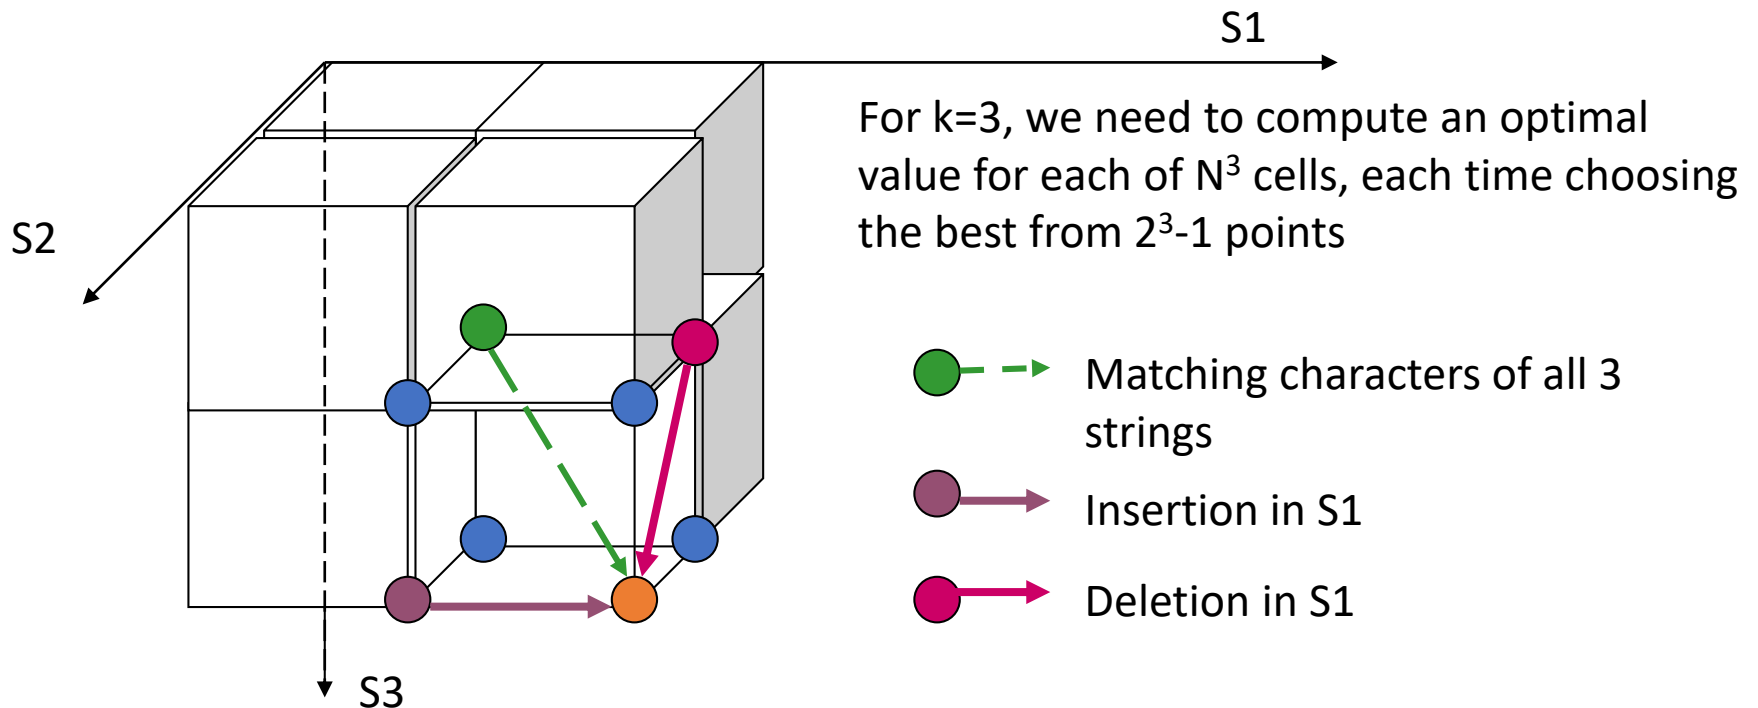 S1
For k=3, we need to compute an optimal
value for each of N³ cells, each time choosing
the best from 2³-1 points
S2
Matching characters of all 3
strings
Insertion in S1
Deletion in S1
S3